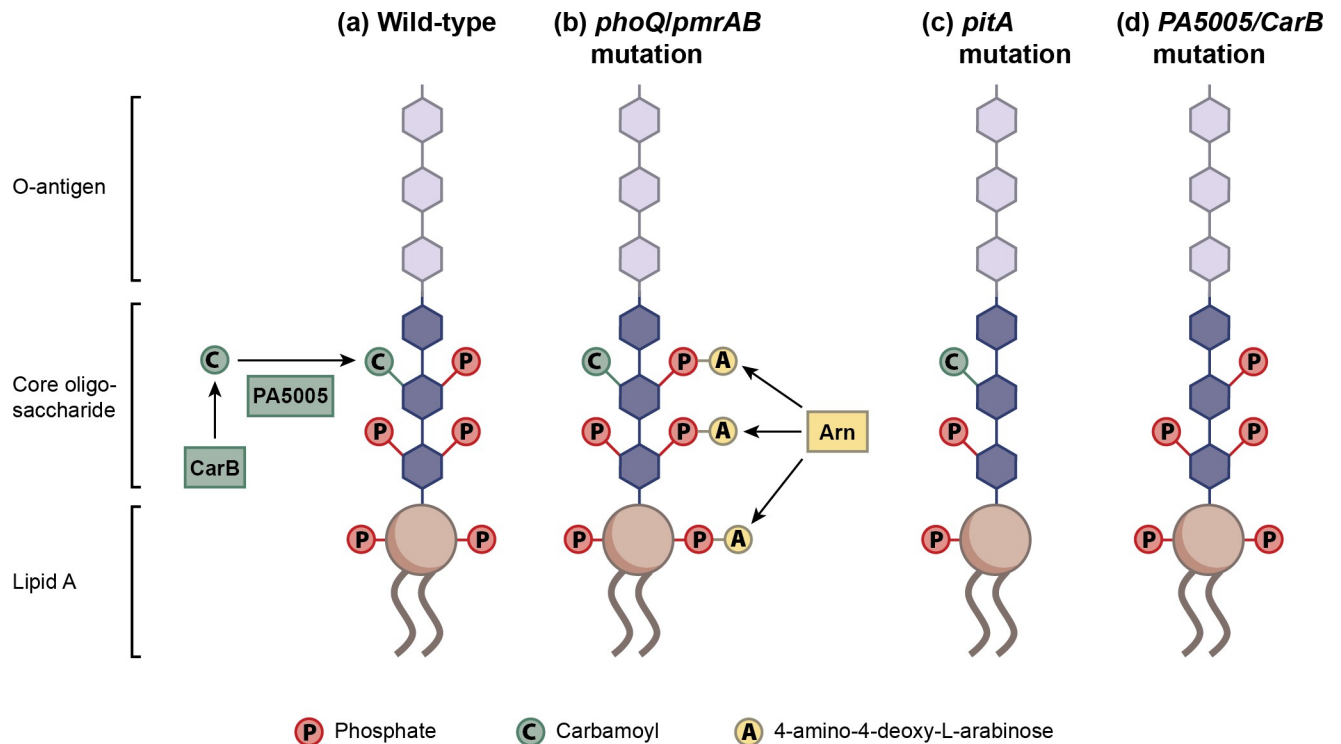 (a) Wild-type
(b) phoQ/pmrAB
mutation
(c) pitA
mutation
(d) PA5005/CarB
mutation
O-antigen
Core oligo-
saccharide
Lipid A
C
PA5005
CarB
C
P
P
P
P
P
C
P
A
P
P
A
Arn
P
P
A
C
P
P
P
P
P
P
P
P Phosphate
C Carbamoyl
A 4-amino-4-deoxy-L-arabinose